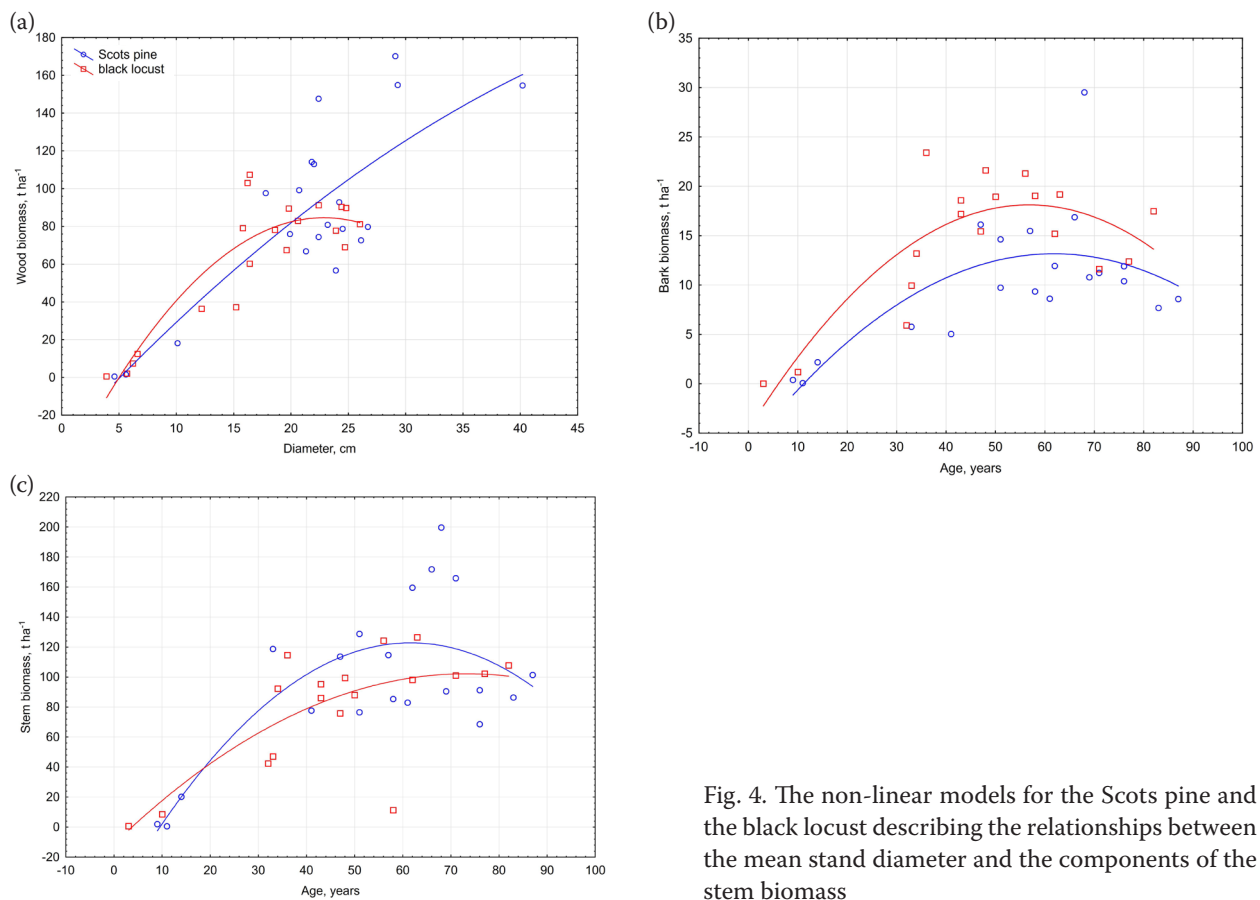 (a)
180
160
140
120
100
80
60
40
20
0
-20
Wood biomass, t ha⁻¹
Scots pine
black locust
0 5 10 15 20 25 30 35 40 45
Diameter, cm
(b)
35
30
25
20
15
10
5
0
-5
Bark biomass, t ha⁻¹
-10 0 10 20 30 40 50 60 70 80 90 100
Age, years
(c)
220
200
180
160
140
120
100
80
60
40
20
0
-20
Stem biomass, t ha⁻¹
-10 0 10 20 30 40 50 60 70 80 90 100
Age, years
Fig. 4. The non-linear models for the Scots pine and
the black locust describing the relationships between
the mean stand diameter and the components of the
stem biomass